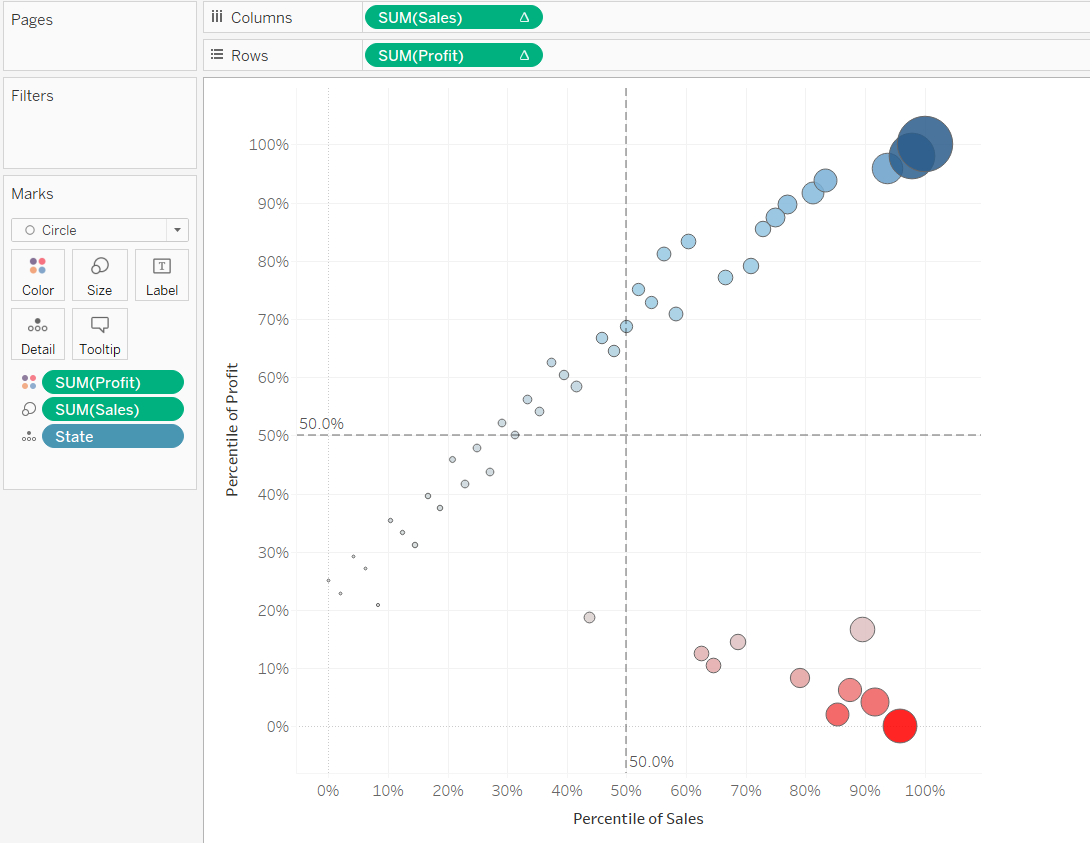 Pages
Columns
SUM(Sales) Δ
Rows
SUM(Profit) Δ
Filters
Marks
Circle
Color
Size
Label
Detail
Tooltip
SUM(Profit)
SUM(Sales)
State
Percentile of Profit
100%
90%
80%
70%
60%
50%
40%
30%
20%
10%
0%
50.0%
50.0%
0% 10% 20% 30% 40% 50% 60% 70% 80% 90% 100%
Percentile of Sales